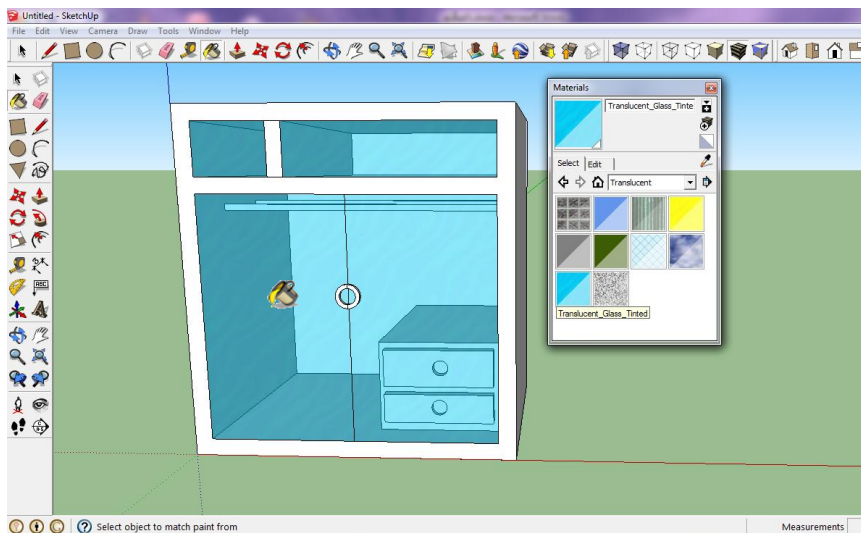 Untitled - SketchUp
File Edit View Camera Draw Tools Window Help
Materials
Translucent_Glass_Tinte
Select Edit
Translucent
Translucent_Glass_Tinted
ABC
Select object to match paint from
Measurements